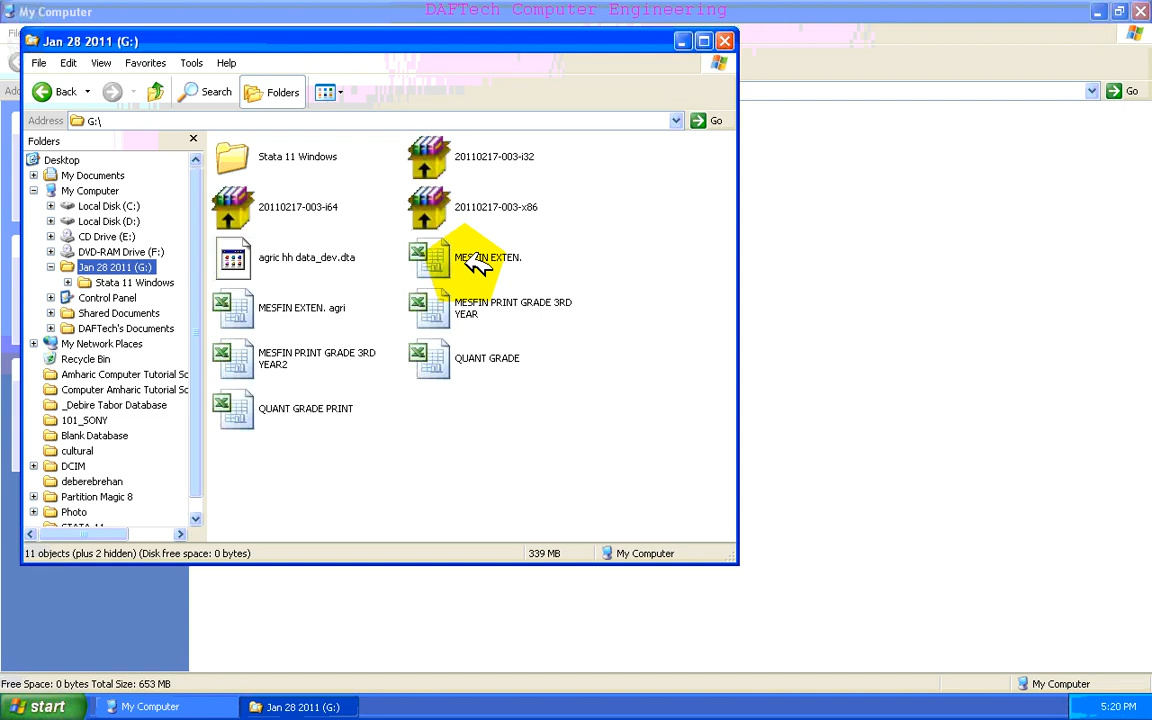 My Computer
DAFTech Computer Engineering
Jan 28 2011 (G:)
File Edit View Favorites Tools Help
Back Search Folders
Address G:\ Go
Go
Folders
Desktop
My Documents
My Computer
Local Disk (C:)
Local Disk (D:)
CD Drive (E:)
DVD-RAM Drive (F:)
Jan 28 2011 (G:)
Stata 11 Windows
Control Panel
Shared Documents
DAFTech's Documents
My Network Places
Recycle Bin
Amharic Computer Tutorial Sc
Computer Amharic Tutorial Sc
_Debire Tabor Database
101_SONY
Blank Database
cultural
DCIM
deberebrehan
Partition Magic 8
Photo
STATA 11
Stata 11 Windows
20110217-003-i32
20110217-003-i64
20110217-003-x86
agric hh data_dev.dta
MESFIN EXTEN.
MESFIN EXTEN. agri
MESFIN PRINT GRADE 3RD
YEAR
MESFIN PRINT GRADE 3RD
YEAR2
QUANT GRADE
QUANT GRADE PRINT
11 objects (plus 2 hidden) (Disk free space: 0 bytes) 339 MB My Computer
Free Space: 0 bytes Total Size: 653 MB My Computer
start My Computer Jan 28 2011 (G:) 5:20 PM